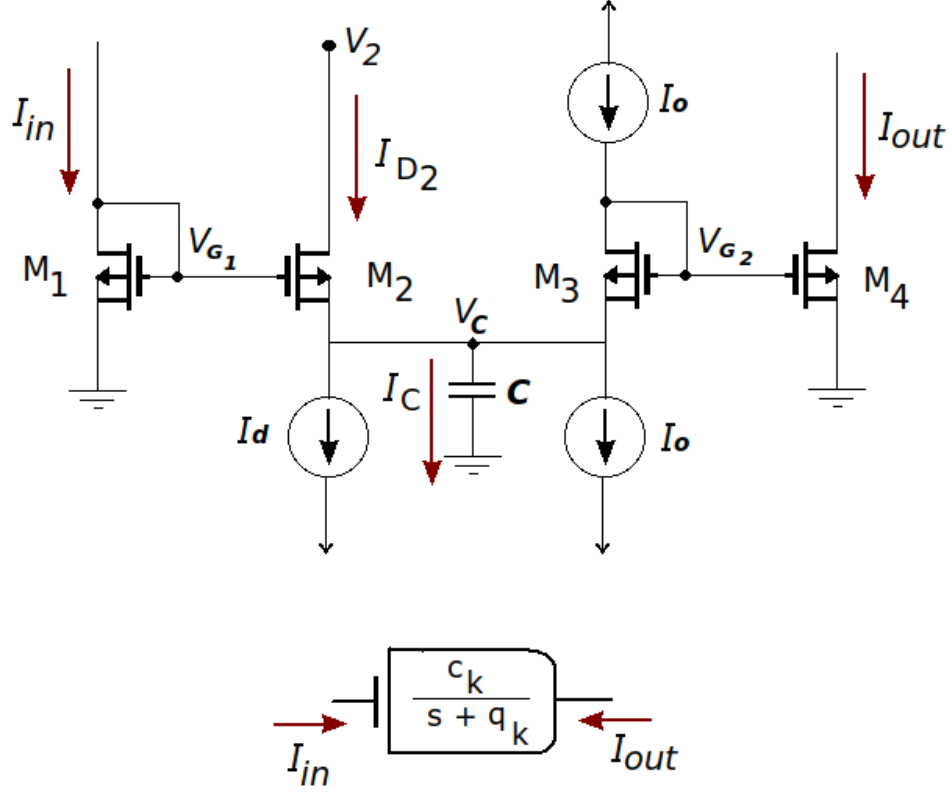 V2
Io
Iin
ID2
Iout
VG1
VG2
M1
M2
M3
M4
VC
IC
C
Id
Io
ck
s + qk
Iin
Iout